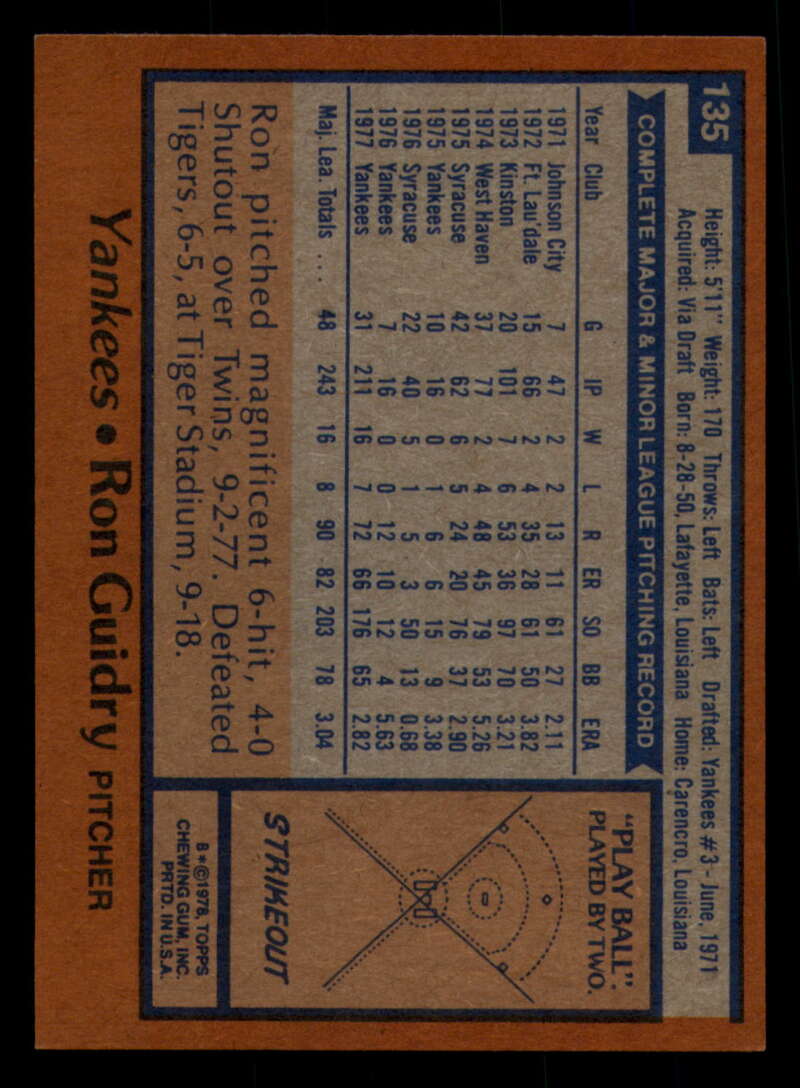 135
Height: 5'11" Weight: 170 Throws: Left Bats: Left Drafted: Yankees #3-June, 1971
Acquired: Via Draft Born: 8-28-50, Lafayette, Louisiana Home: Carencro, Louisiana
COMPLETE MAJOR & MINOR LEAGUE PITCHING RECORD
Year Club G IP W L R ER SO BB ERA
1971 Johnson City 7 47 2 2 13 11 61 27 2.11
1972 Ft. Lau'dale 15 66 2 4 35 28 61 50 3.82
1973 Kinston 20 101 7 6 53 36 97 70 3.21
1974 West Haven 37 77 2 4 48 45 79 53 5.26
1975 Syracuse 42 62 6 5 24 20 76 37 2.90
1975 Yankees 10 16 0 1 6 6 15 9 3.38
1976 Syracuse 22 40 5 1 5 3 50 13 0.68
1976 Yankees 7 16 0 0 12 10 12 4 5.63
1977 Yankees 31 211 16 7 72 66 176 65 2.82
Maj. Lea. Totals ... 48 243 16 8 90 82 203 78 3.04
Ron pitched magnificent 6-hit, 4-0
Shutout over Twins, 9-2-77. Defeated
Tigers, 6-5, at Tiger Stadium, 9-18.
"PLAY BALL".
PLAYED BY TWO.
STRIKEOUT
B*©1978, TOPPS
CHEWING GUM, INC.
PRTD. IN U.S.A.
Yankees • Ron Guidry PITCHER